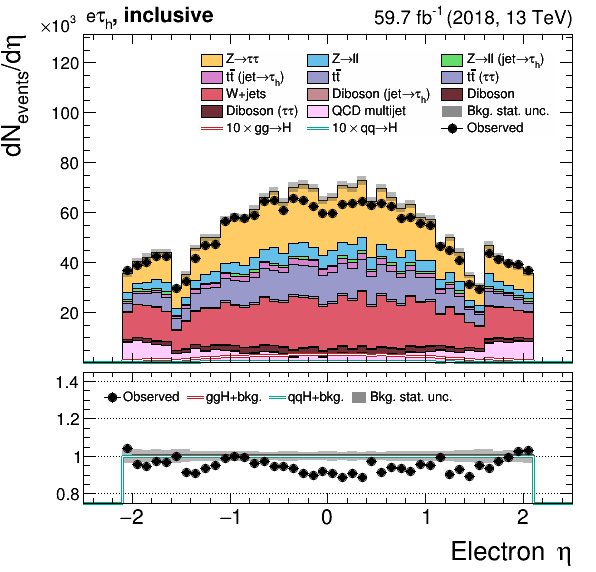 ×10³ eτₕ, inclusive 59.7 fb⁻¹ (2018, 13 TeV)
dN_events/dη
Z→ττ Z→ll Z→ll (jet→τₕ)
tt̄ (jet→τₕ) tt̄ tt̄ (ττ)
W+jets Diboson (jet→τₕ) Diboson
Diboson (ττ) QCD multijet Bkg. stat. unc.
10 × gg→H 10 × qq→H Observed
120
100
80
60
40
20
1.4
Observed ggH+bkg. qqH+bkg. Bkg. stat. unc.
1.2
1
0.8
−2 −1 0 1 2
Electron η